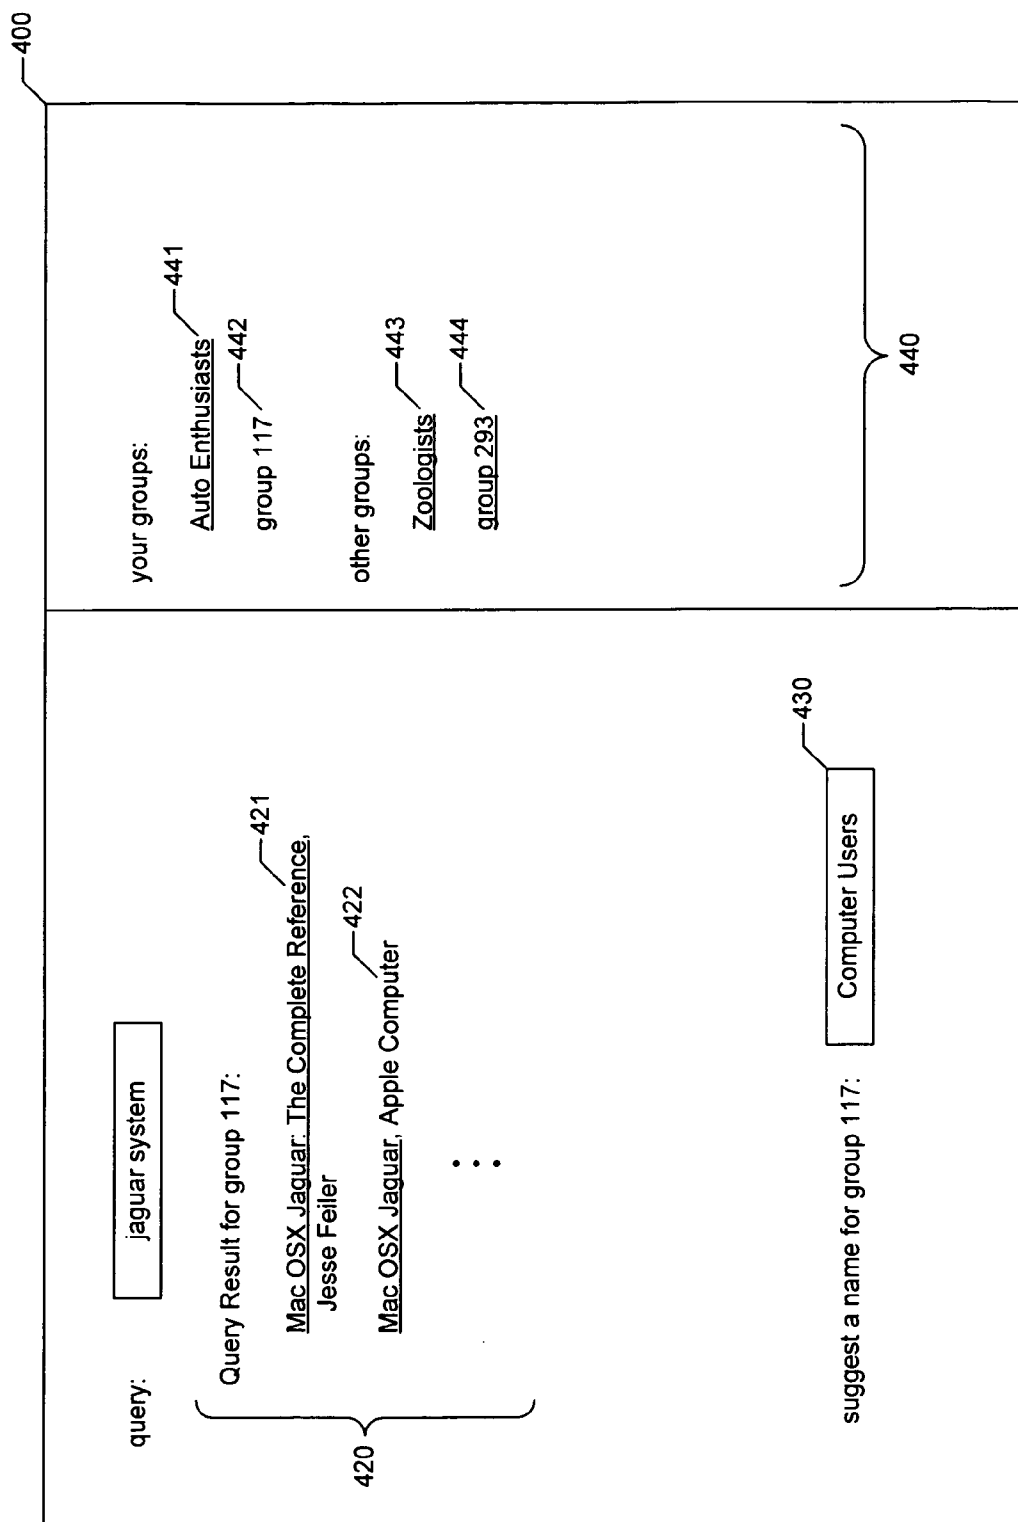 400
query: jaguar system
Query Result for group 117:
421
Mac OSX Jaguar: The Complete Reference,
Jesse Feiler
422
Mac OSX Jaguar, Apple Computer
420
430
suggest a name for group 117: Computer Users
your groups:
441
Auto Enthusiasts
442
group 117
other groups:
443
Zoologists
444
group 293
440